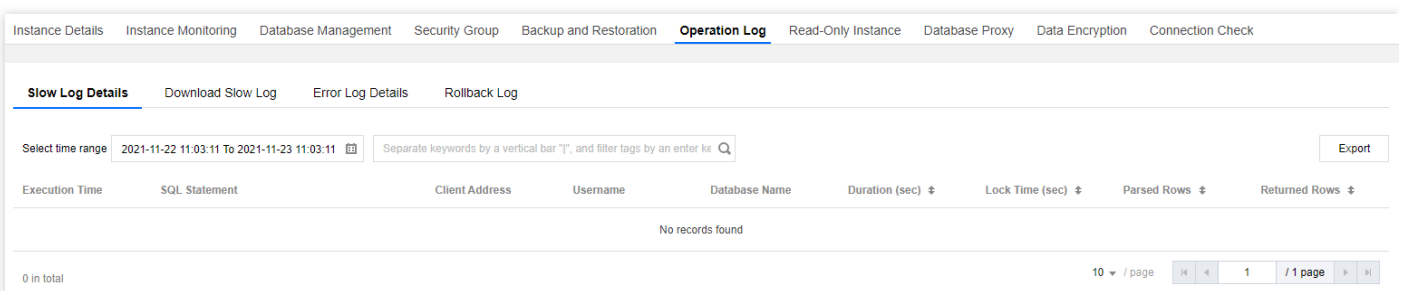 Instance Details Instance Monitoring Database Management Security Group Backup and Restoration Operation Log Read-Only Instance Database Proxy Data Encryption Connection Check
Slow Log Details Download Slow Log Error Log Details Rollback Log
Select time range 2021-11-22 11:03:11 To 2021-11-23 11:03:11 Separate keywords by a vertical bar "|", and filter tags by an enter ke Export
Execution Time SQL Statement Client Address Username Database Name Duration (sec) Lock Time (sec) Parsed Rows Returned Rows
No records found
0 in total 10 / page 1 / 1 page